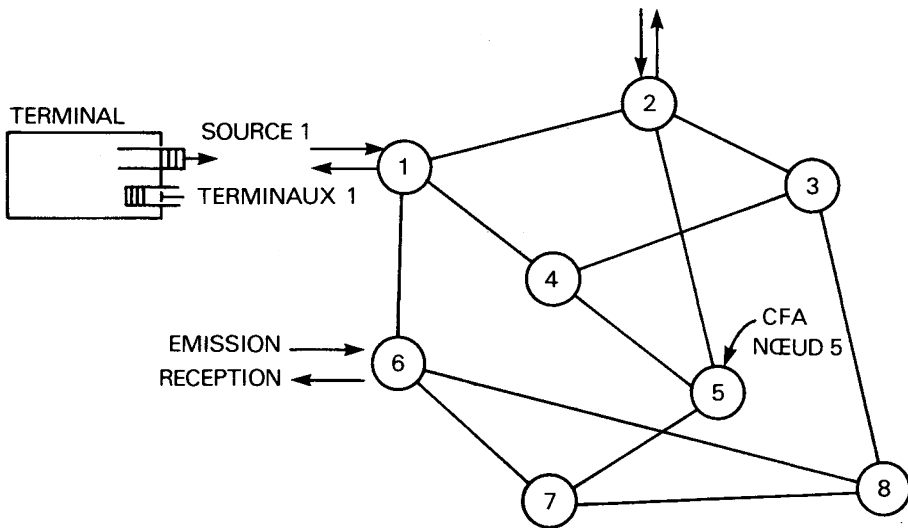 TERMINAL
SOURCE 1
TERMINAUX 1
1
2
3
4
CFA
NŒUD 5
EMISSION
RECEPTION
6
5
7
8